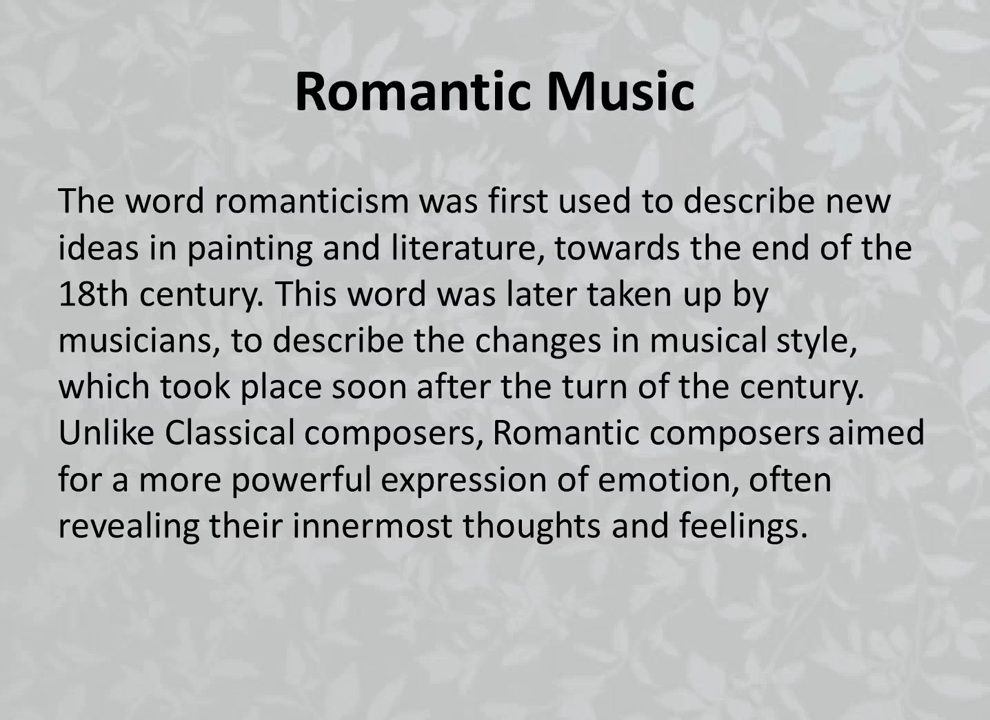 Romantic Music
The word romanticism was first used to describe new
ideas in painting and literature, towards the end of the
18th century. This word was later taken up by
musicians, to describe the changes in musical style,
which took place soon after the turn of the century.
Unlike Classical composers, Romantic composers aimed
for a more powerful expression of emotion, often
revealing their innermost thoughts and feelings.